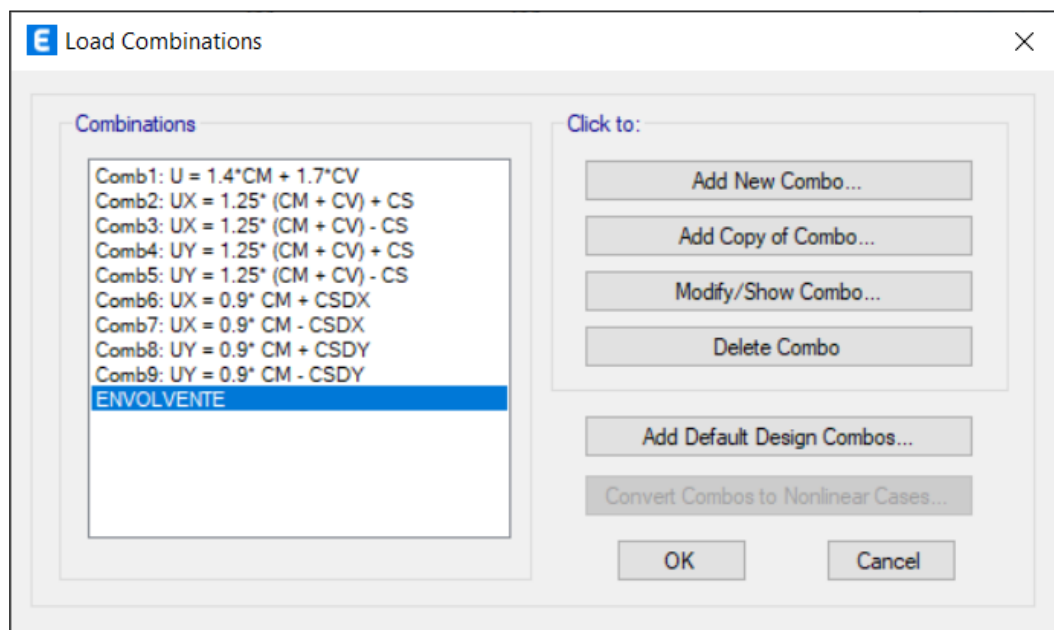 E Load Combinations
Combinations
Comb1: U = 1.4*CM + 1.7*CV
Comb2: UX = 1.25* (CM + CV) + CS
Comb3: UX = 1.25* (CM + CV) - CS
Comb4: UY = 1.25* (CM + CV) + CS
Comb5: UY = 1.25* (CM + CV) - CS
Comb6: UX = 0.9* CM + CSDX
Comb7: UX = 0.9* CM - CSDX
Comb8: UY = 0.9* CM + CSDY
Comb9: UY = 0.9* CM - CSDY
ENVOLVENTE
Click to:
Add New Combo...
Add Copy of Combo...
Modify/Show Combo...
Delete Combo
Add Default Design Combos...
Convert Combos to Nonlinear Cases...
OK
Cancel